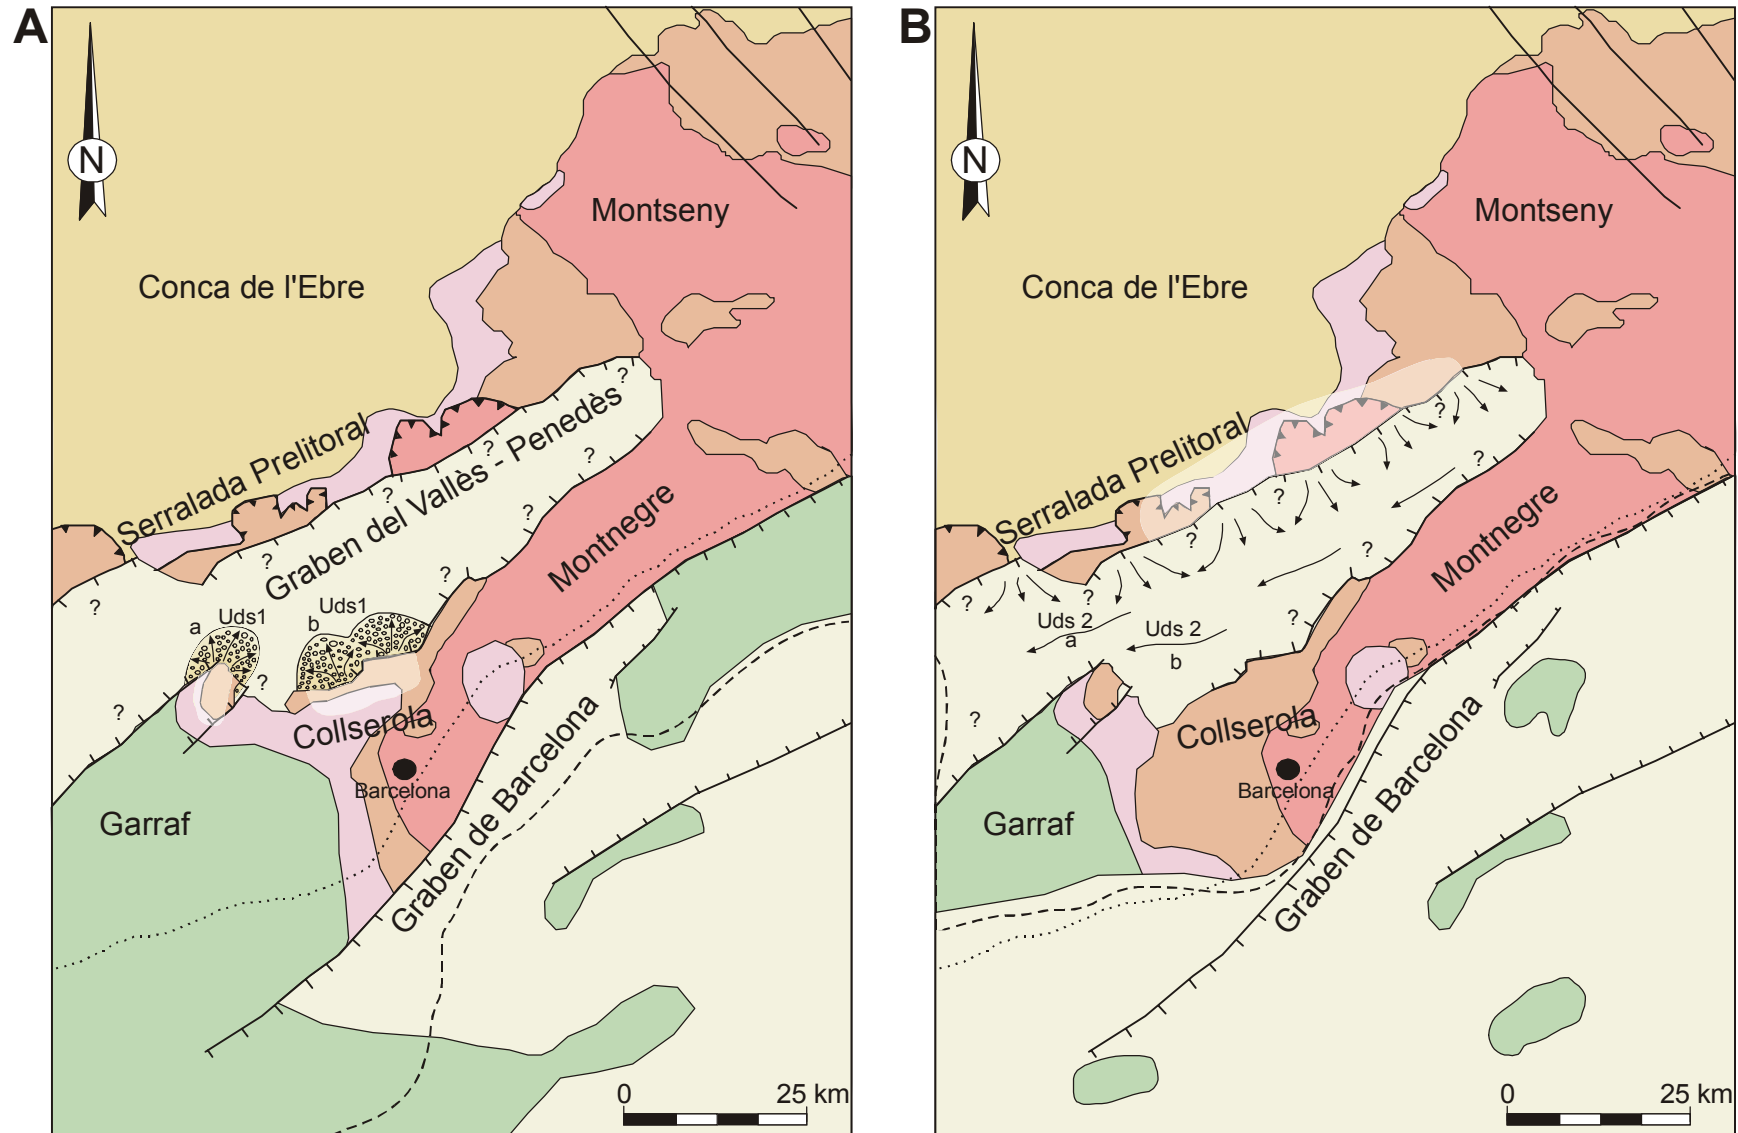 A
N
Montseny
Conca de l'Ebre
?
Serralada Prelitoral
?
Graben del Vallès - Penedès
?
?
?
Montnegre
?
?
?
Uds1
a
Uds1
b
?
?
Collserola
Graben de Barcelona
Barcelona
Garraf
0 25 km
B
N
Montseny
Conca de l'Ebre
Serralada Prelitoral
?
?
?
Montnegre
?
?
?
?
Uds 2
a
Uds 2
b
?
?
Collserola
Graben de Barcelona
Barcelona
Garraf
0 25 km